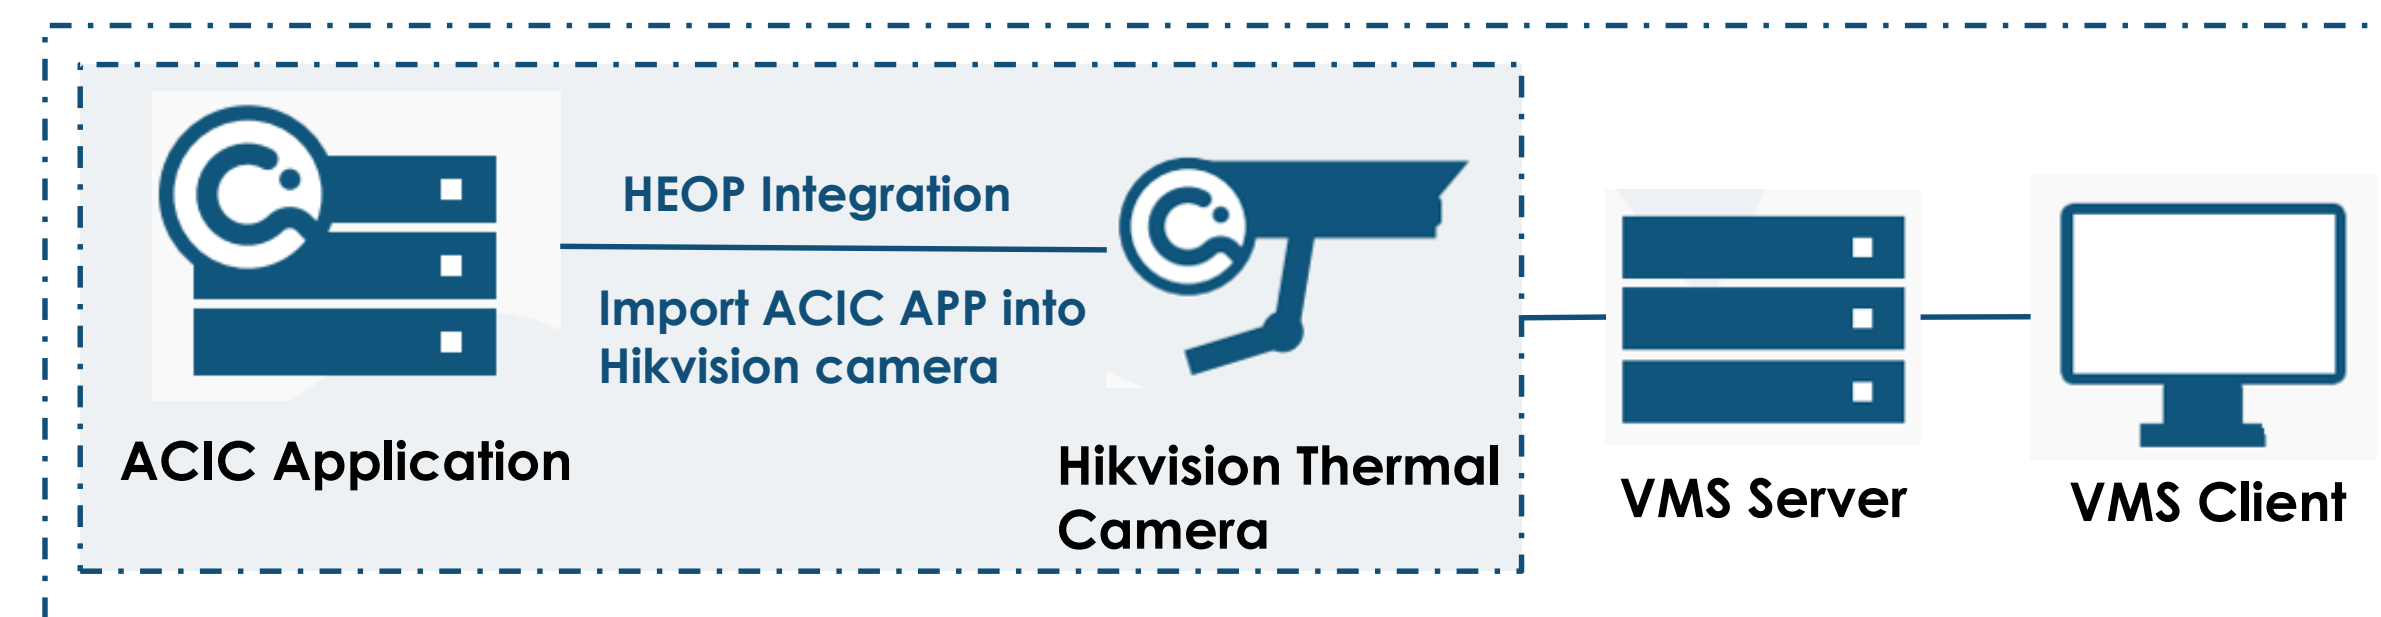 HEOP Integration
Import ACIC APP into
Hikvision camera
ACIC Application
Hikvision Thermal
Camera
VMS Server
VMS Client